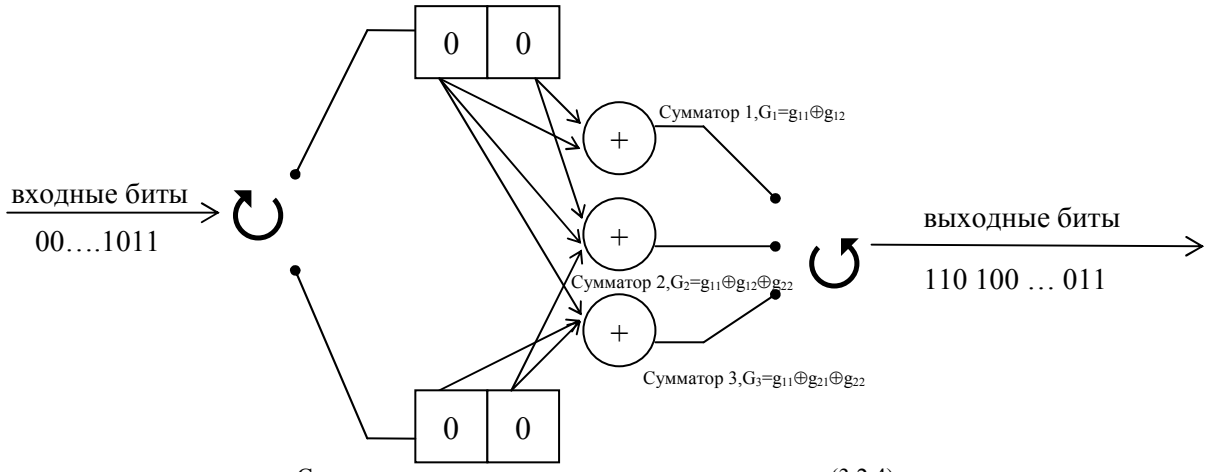 0 0
Сумматор 1,G₁=g₁₁⊕g₁₂
+
входные биты
00….1011
+
выходные биты
110 100 … 011
Сумматор 2,G₂=g₁₁⊕g₁₂⊕g₂₂
+
Сумматор 3,G₃=g₁₁⊕g₂₁⊕g₂₂
0 0